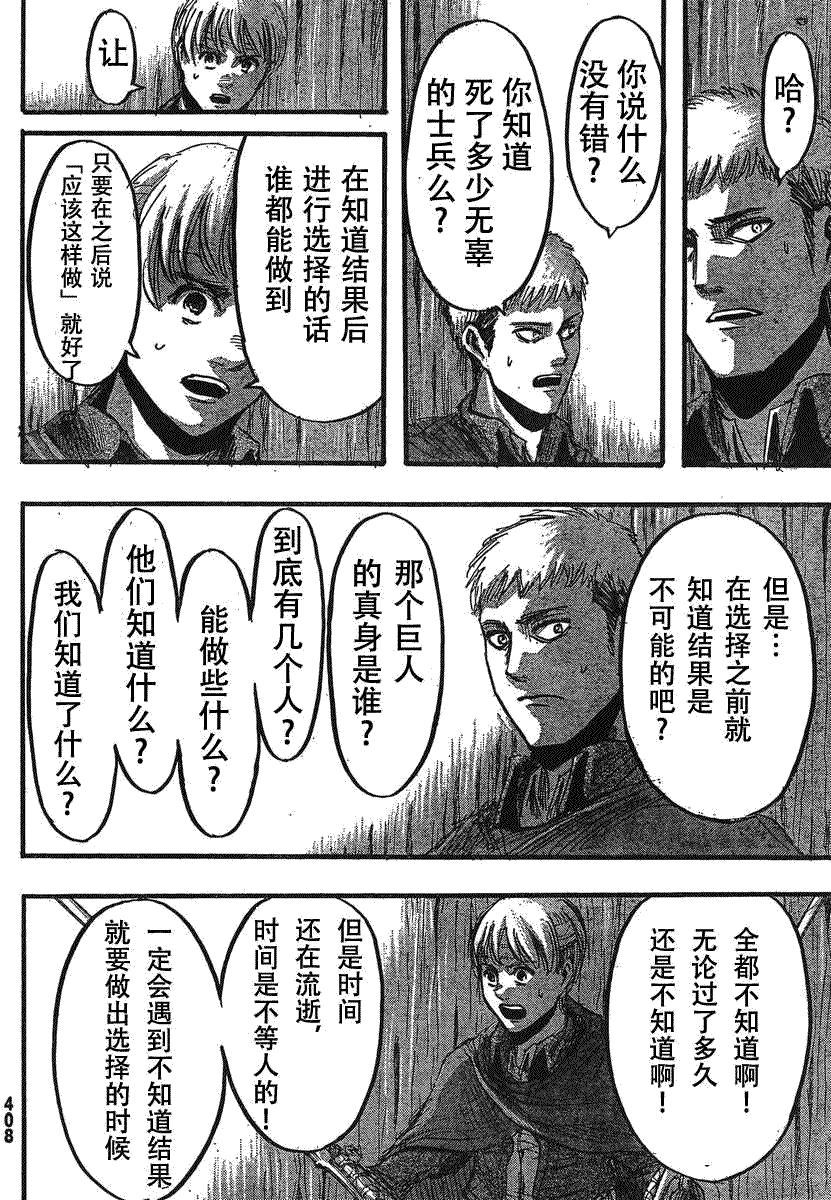 哈？
你说什么
没有错？
你知道
死了多少无辜
的士兵么？
让
在知道结果后
进行选择的话
谁都能做到
只要在之后说
「应该这样做」就好了
但是…
在选择之前就
知道结果是
不可能的吧？
那个巨人
的真身是谁？
到底有几个人？
能做些什么？
他们知道什么？
我们知道了什么？
全都不知道啊！
无论过了多久
还是不知道啊！
但是时间
还在流逝，
时间是不等人的！
一定会遇到不知道结果
就要做出选择的时候
408